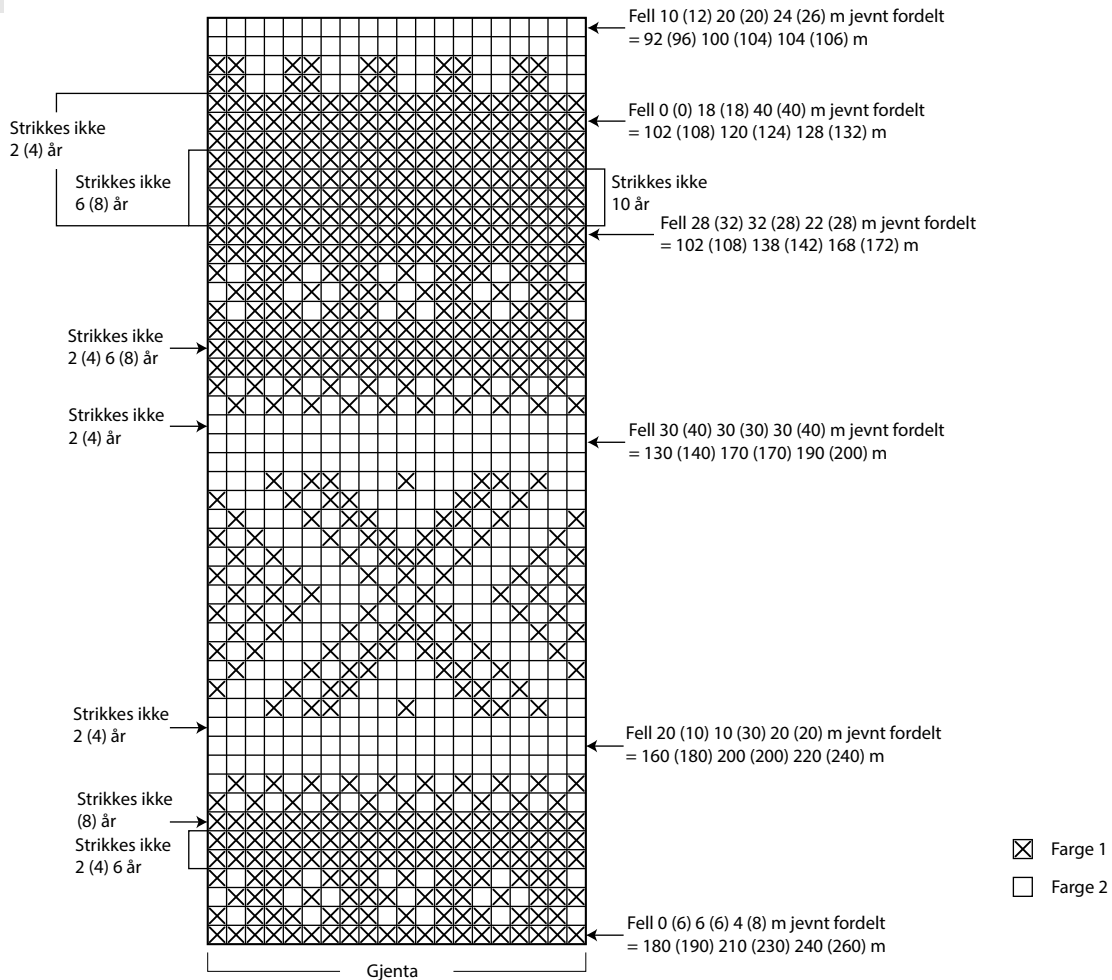 Fell 10 (12) 20 (20) 24 (26) m jevnt fordelt
= 92 (96) 100 (104) 104 (106) m
Fell 0 (0) 18 (18) 40 (40) m jevnt fordelt
= 102 (108) 120 (124) 128 (132) m
Strikkes ikke
2 (4) år
Strikkes ikke
6 (8) år
Strikkes ikke
10 år
Fell 28 (32) 32 (28) 22 (28) m jevnt fordelt
= 102 (108) 138 (142) 168 (172) m
Strikkes ikke
2 (4) 6 (8) år
Strikkes ikke
2 (4) år
Fell 30 (40) 30 (30) 30 (40) m jevnt fordelt
= 130 (140) 170 (170) 190 (200) m
Strikkes ikke
2 (4) år
Fell 20 (10) 10 (30) 20 (20) m jevnt fordelt
= 160 (180) 200 (200) 220 (240) m
Strikkes ikke
(8) år
Strikkes ikke
2 (4) 6 år
Farge 1
Farge 2
Fell 0 (6) 6 (6) 4 (8) m jevnt fordelt
= 180 (190) 210 (230) 240 (260) m
Gjenta